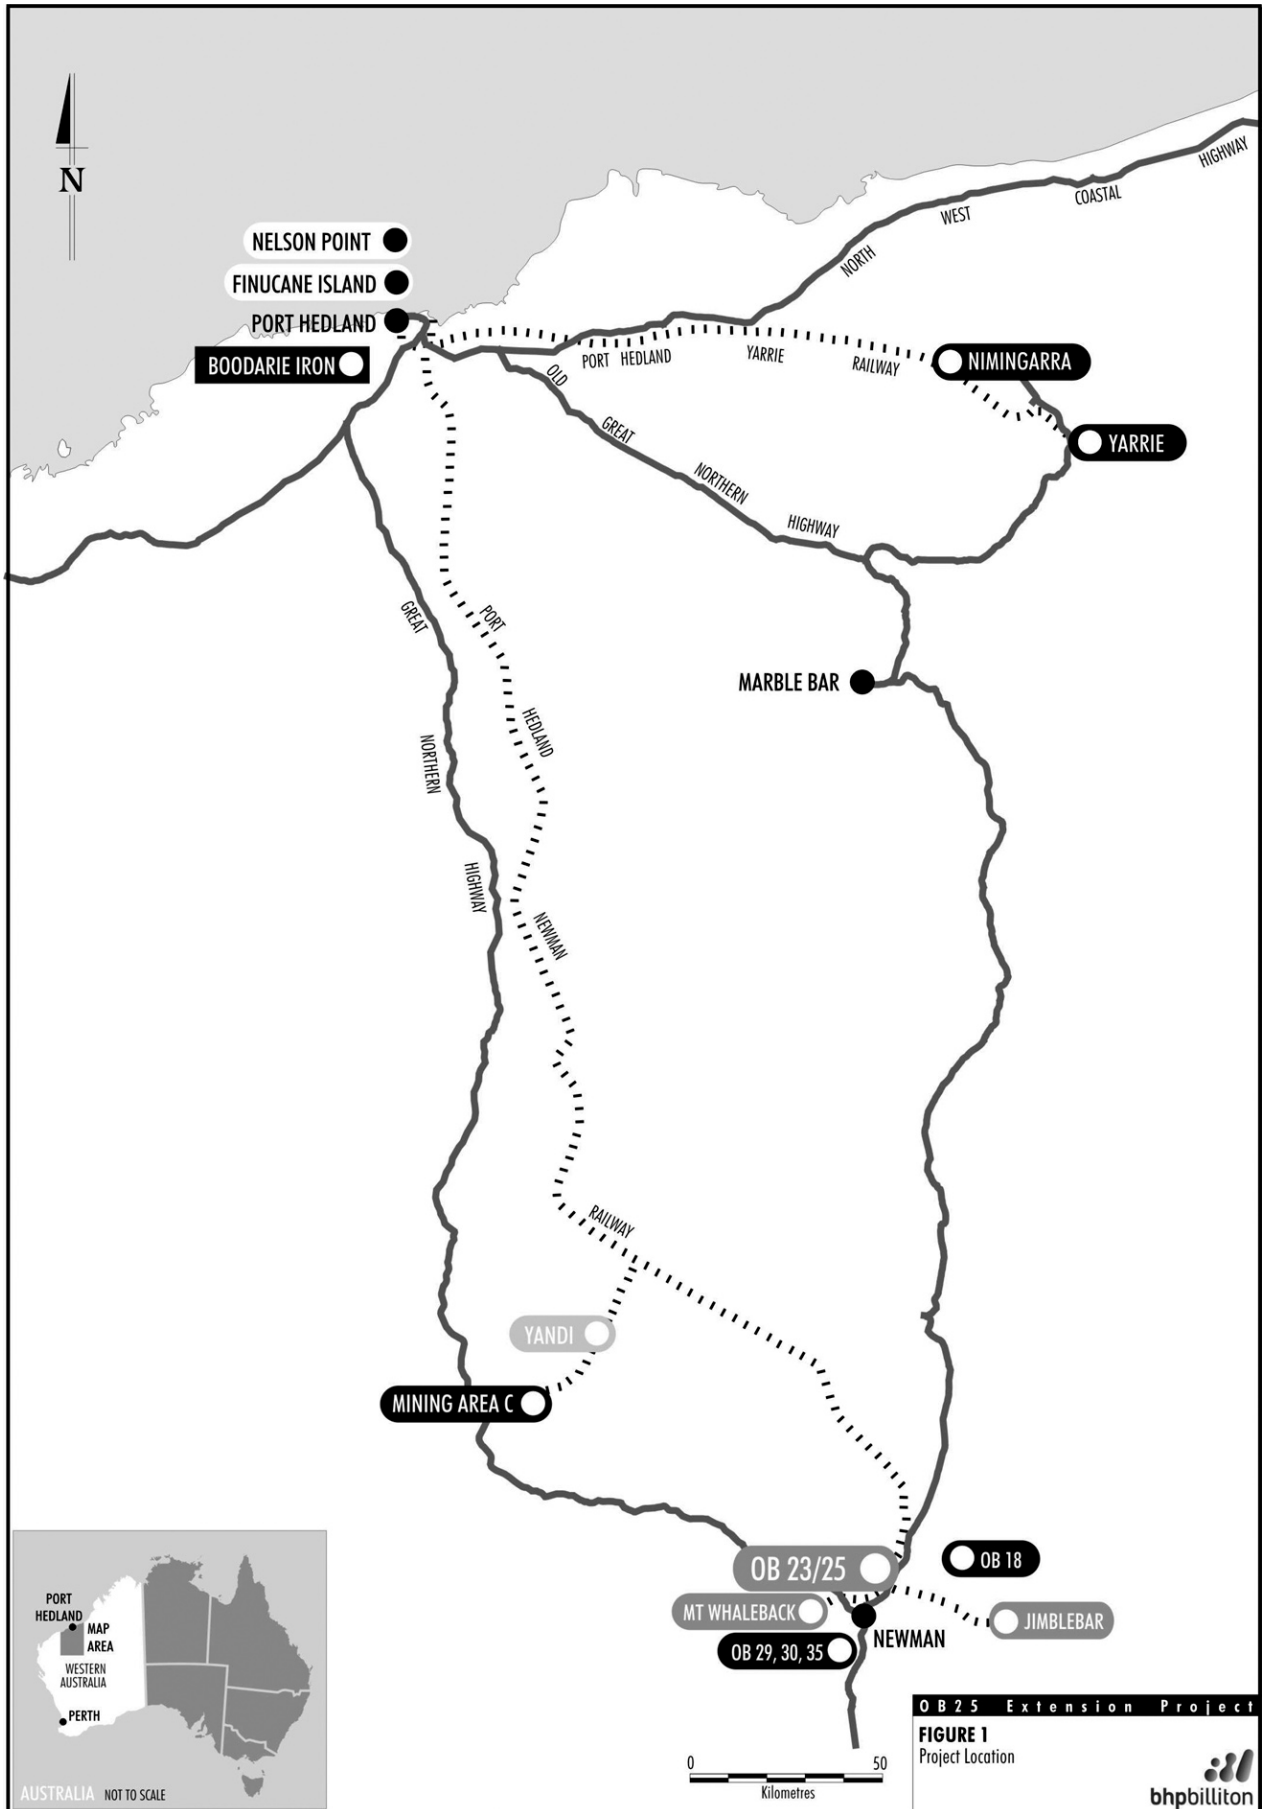 N
NELSON POINT
FINUCANE ISLAND
PORT HEDLAND
BOODARIE IRON
NORTH WEST COASTAL HIGHWAY
PORT HEDLAND YARRIE RAILWAY
NIMINGARRA
YARRIE
OLD GREAT NORTHERN HIGHWAY
MARBLE BAR
GREAT NORTHERN HIGHWAY
PORT HEDLAND NEWMAN RAILWAY
YANDI
MINING AREA C
OB 23/25
OB 18
MT WHALEBACK
JIMBLEBAR
NEWMAN
OB 29, 30, 35
PORT
HEDLAND
MAP
AREA
WESTERN
AUSTRALIA
PERTH
AUSTRALIA NOT TO SCALE
0 50
Kilometres
OB25 Extension Project
FIGURE 1
Project Location
bhpbilliton